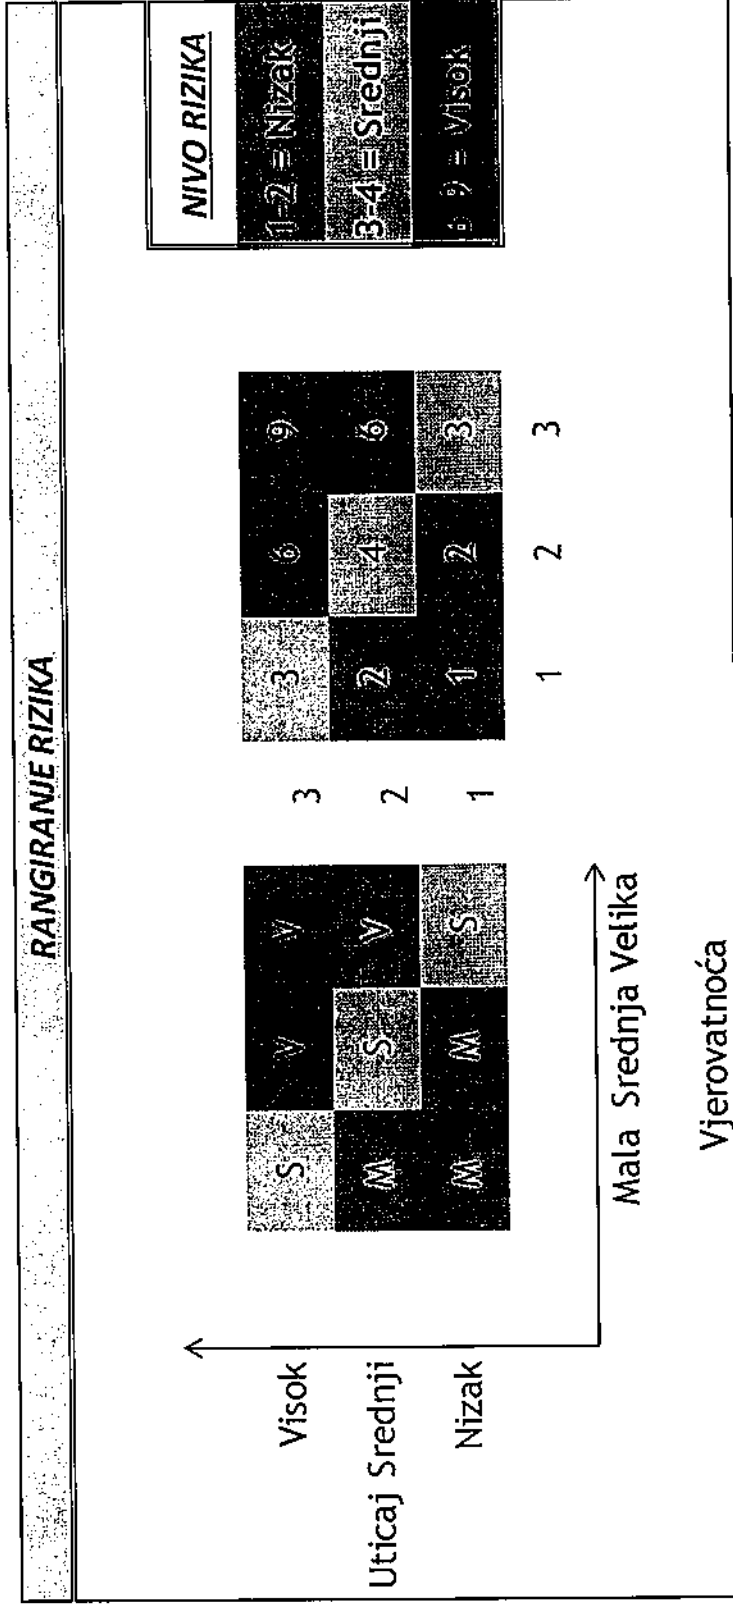 RANGIRANJE RIZIKA
NIVO RIZIKA
1-2 = Nizak
3-4 = Srednji
6 9 = Visok
Visok
Uticaj Srednji
Nizak
S V V
M S V
M M S
Mala Srednja Velika
Vjerovatnoća
3 3 6 9
2 2 4 6
1 1 2 3
1 2 3